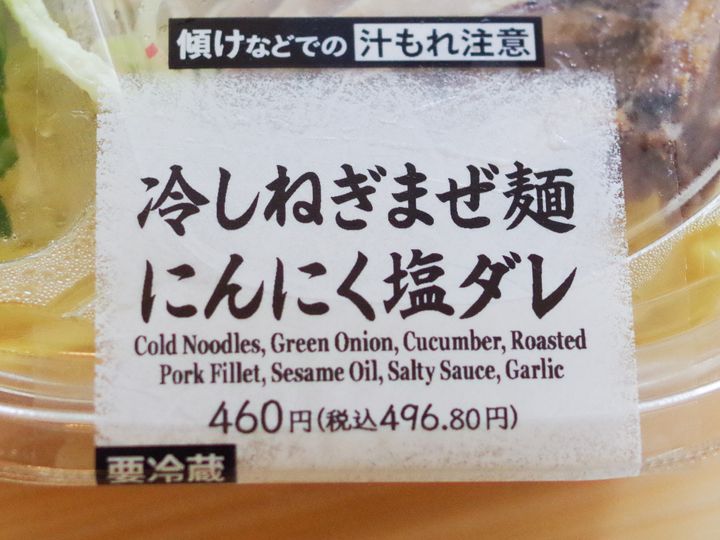 傾けなどでの 汁もれ注意
冷しねぎまぜ麺
にんにく塩ダレ
Cold Noodles, Green Onion, Cucumber, Roasted
Pork Fillet, Sesame Oil, Salty Sauce, Garlic
460円(税込496.80円)
要冷蔵